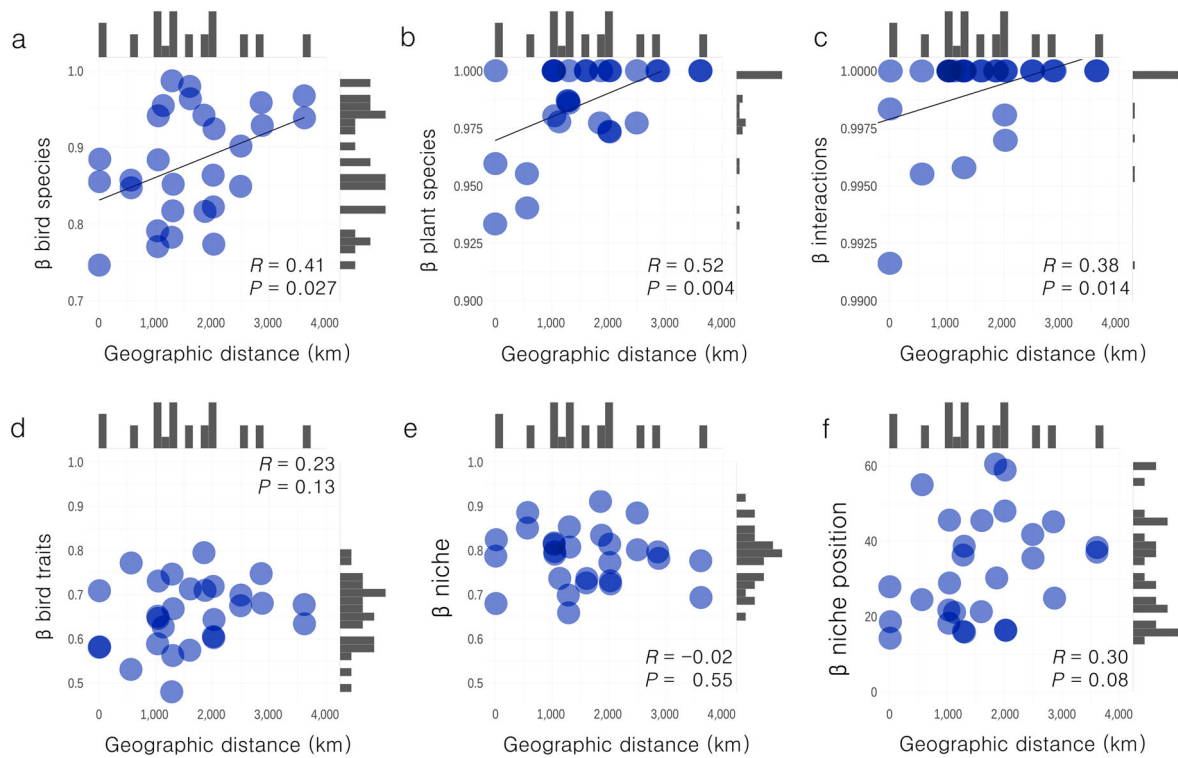 a
1.0
0.9
0.8
0.7
β bird species
R = 0.41
P = 0.027
0
1,000
2,000
3,000
4,000
Geographic distance (km)
b
1.000
0.975
0.950
0.925
0.900
β plant species
R = 0.52
P = 0.004
0
1,000
2,000
3,000
4,000
Geographic distance (km)
c
1.0000
0.9975
0.9950
0.9925
0.9900
β interactions
R = 0.38
P = 0.014
0
1,000
2,000
3,000
4,000
Geographic distance (km)
d
R = 0.23
P = 0.13
1.0
0.9
0.8
0.7
0.6
0.5
β bird traits
0
1,000
2,000
3,000
4,000
Geographic distance (km)
e
1.0
0.9
0.8
0.7
0.6
0.5
β niche
R = −0.02
P = 0.55
0
1,000
2,000
3,000
4,000
Geographic distance (km)
f
60
40
20
0
β niche position
R = 0.30
P = 0.08
0
1,000
2,000
3,000
4,000
Geographic distance (km)